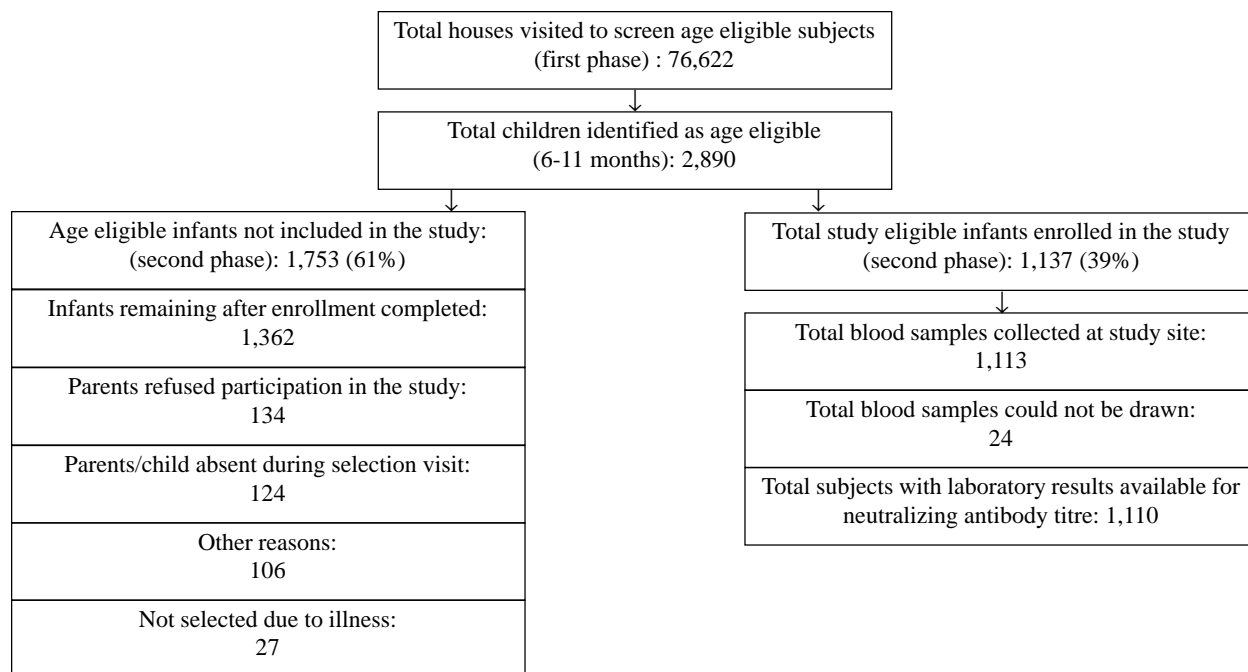 Total houses visited to screen age eligible subjects
(first phase) : 76,622
Total children identified as age eligible
(6-11 months): 2,890
Age eligible infants not included in the study:
(second phase): 1,753 (61%)
Infants remaining after enrollment completed:
1,362
Parents refused participation in the study:
134
Parents/child absent during selection visit:
124
Other reasons:
106
Not selected due to illness:
27
Total study eligible infants enrolled in the study
(second phase): 1,137 (39%)
Total blood samples collected at study site:
1,113
Total blood samples could not be drawn:
24
Total subjects with laboratory results available for
neutralizing antibody titre: 1,110